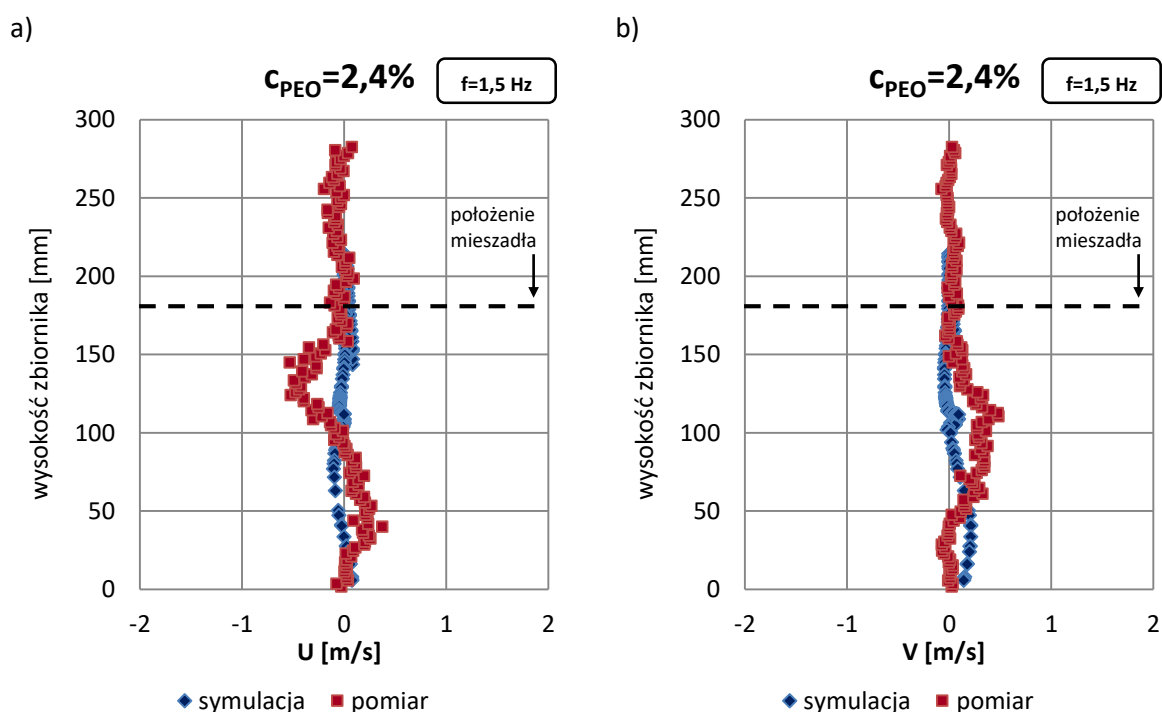 a)
c_PEO=2,4%
f=1,5 Hz
300
250
200
150
100
50
0
-2 -1 0 1 2
wysokość zbiornika [mm]
położenie
mieszadła
U [m/s]
symulacja pomiar
b)
c_PEO=2,4%
f=1,5 Hz
300
250
200
150
100
50
0
-2 -1 0 1 2
wysokość zbiornika [mm]
położenie
mieszadła
V [m/s]
symulacja pomiar